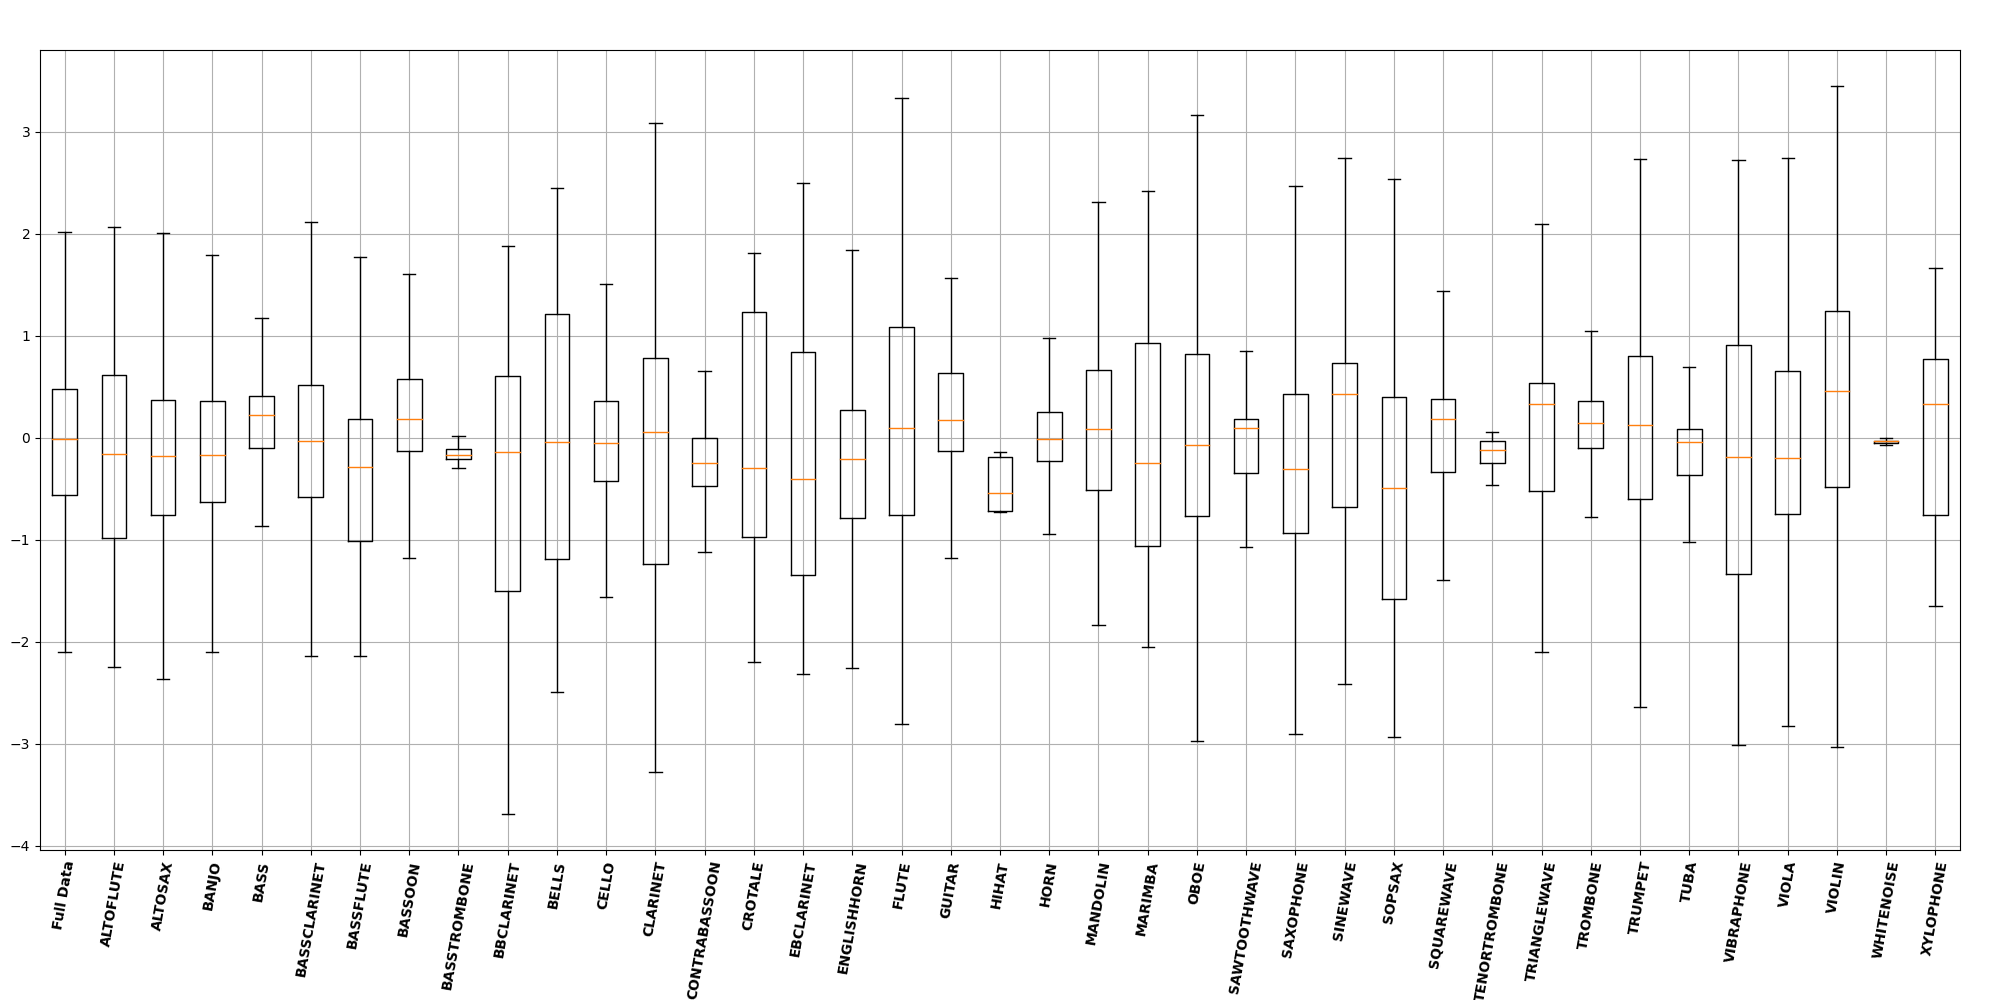 3
2
1
0
−1
−2
−3
−4
Full Data
ALTOFLUTE
ALTOSAX
BANJO
BASS
BASSCLARINET
BASSFLUTE
BASSOON
BASSTROMBONE
BBCLARINET
BELLS
CELLO
CLARINET
CONTRABASSOON
CROTALE
EBCLARINET
ENGLISHHORN
FLUTE
GUITAR
HIHAT
HORN
MANDOLIN
MARIMBA
OBOE
SAWTOOTHWAVE
SAXOPHONE
SINEWAVE
SOPSAX
SQUAREWAVE
TENORTROMBONE
TRIANGLEWAVE
TROMBONE
TRUMPET
TUBA
VIBRAPHONE
VIOLA
VIOLIN
WHITENOISE
XYLOPHONE